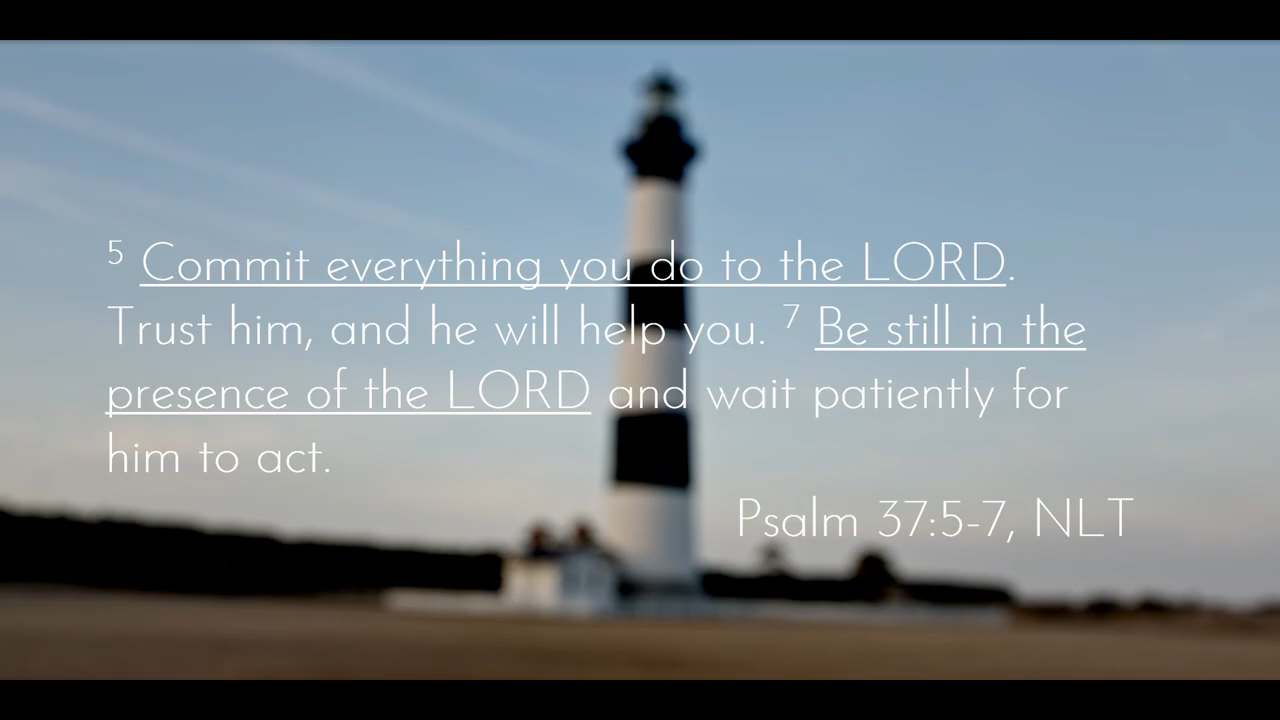 ⁵ Commit everything you do to the LORD.
Trust him, and he will help you. ⁷ Be still in the
presence of the LORD and wait patiently for
him to act.
Psalm 37:5-7, NLT